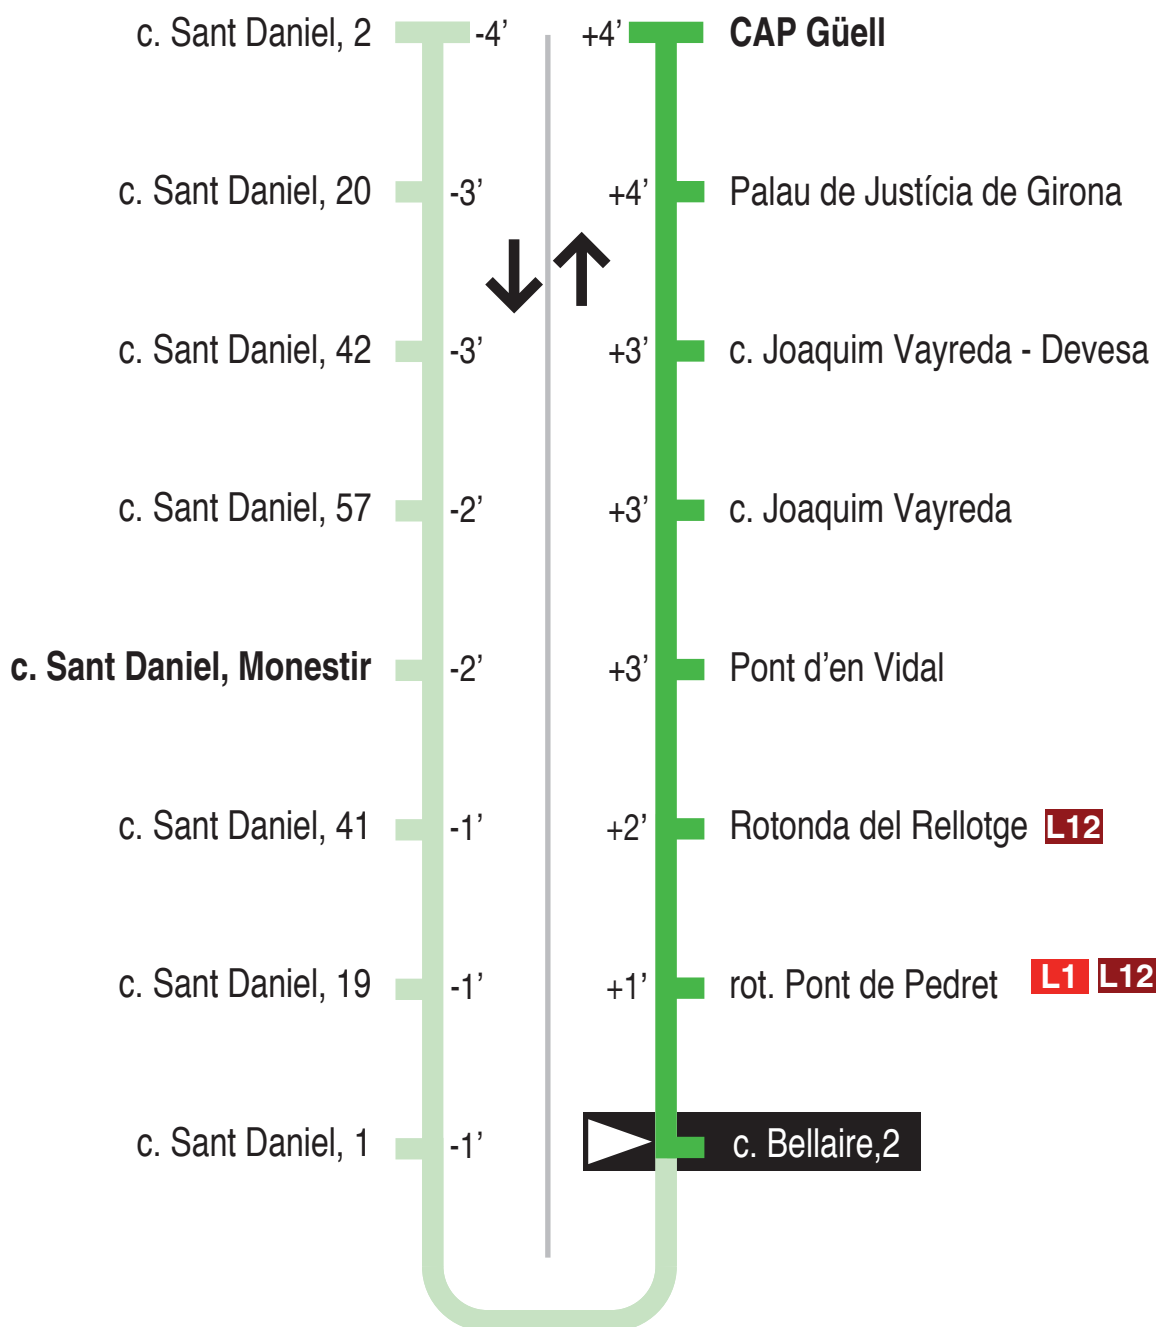 c. Sant Daniel, 2 -4’ +4’ CAP Güell
c. Sant Daniel, 20 -3’ +4’ Palau de Justícia de Girona
c. Sant Daniel, 42 -3’ +3’ c. Joaquim Vayreda - Devesa
c. Sant Daniel, 57 -2’ +3’ c. Joaquim Vayreda
c. Sant Daniel, Monestir -2’ +3’ Pont d’en Vidal
c. Sant Daniel, 41 -1’ +2’ Rotonda del Rellotge L12
c. Sant Daniel, 19 -1’ +1’ rot. Pont de Pedret L1 L12
c. Sant Daniel, 1 -1’ c. Bellaire,2